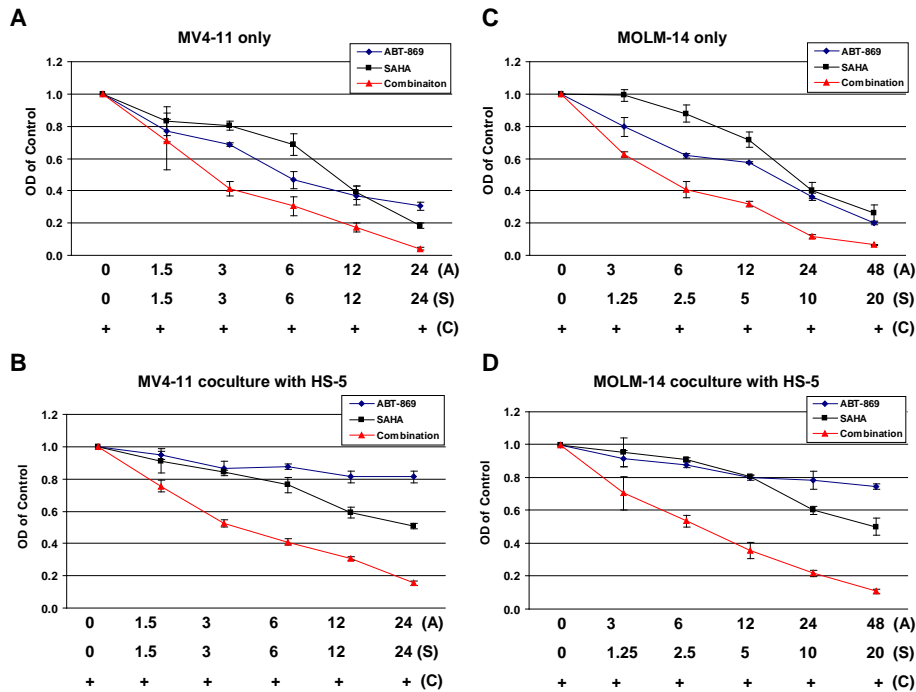 A
MV4-11 only
ABT-869
SAHA
Combinaiton
OD of Control
1.2
1.0
0.8
0.6
0.4
0.2
0.0
0 1.5 3 6 12 24 (A)
0 1.5 3 6 12 24 (S)
+ + + + + + (C)
C
MOLM-14 only
ABT-869
SAHA
Combination
OD of Control
1.2
1.0
0.8
0.6
0.4
0.2
0.0
0 3 6 12 24 48 (A)
0 1.25 2.5 5 10 20 (S)
+ + + + + + (C)
B
MV4-11 coculture with HS-5
ABT-869
SAHA
Combination
OD of Control
1.2
1.0
0.8
0.6
0.4
0.2
0.0
0 1.5 3 6 12 24 (A)
0 1.5 3 6 12 24 (S)
+ + + + + + (C)
D
MOLM-14 coculture with HS-5
ABT-869
SAHA
Combination
OD of Control
1.2
1.0
0.8
0.6
0.4
0.2
0.0
0 3 6 12 24 48 (A)
0 1.25 2.5 5 10 20 (S)
+ + + + + + (C)